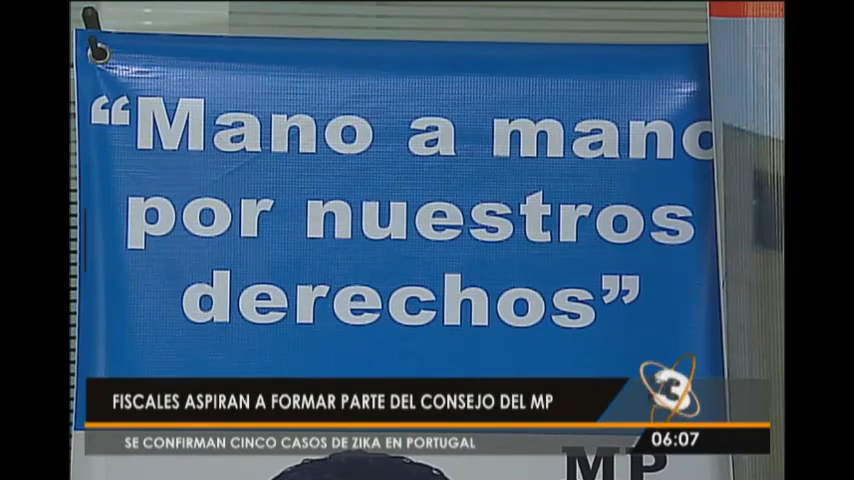 “Mano a mano
por nuestros
derechos”
FISCALES ASPIRAN A FORMAR PARTE DEL CONSEJO DEL MP
3
SE CONFIRMAN CINCO CASOS DE ZIKA EN PORTUGAL
06:07
MP